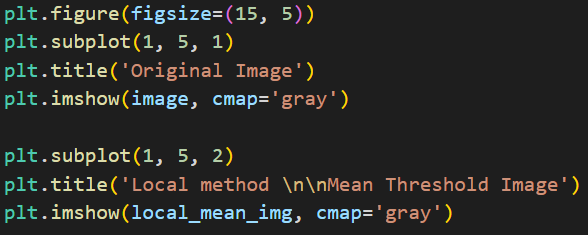 plt.figure(figsize=(15, 5))
plt.subplot(1, 5, 1)
plt.title('Original Image')
plt.imshow(image, cmap='gray')

plt.subplot(1, 5, 2)
plt.title('Local method \n\nMean Threshold Image')
plt.imshow(local_mean_img, cmap='gray')